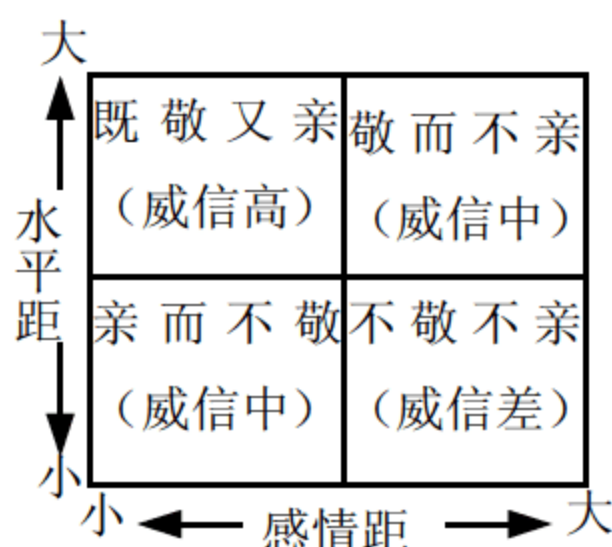 大
既敬又亲
（威信高）
敬而不亲
（威信中）
水平距
亲而不敬
（威信中）
不敬不亲
（威信差）
小
小
感情距
大